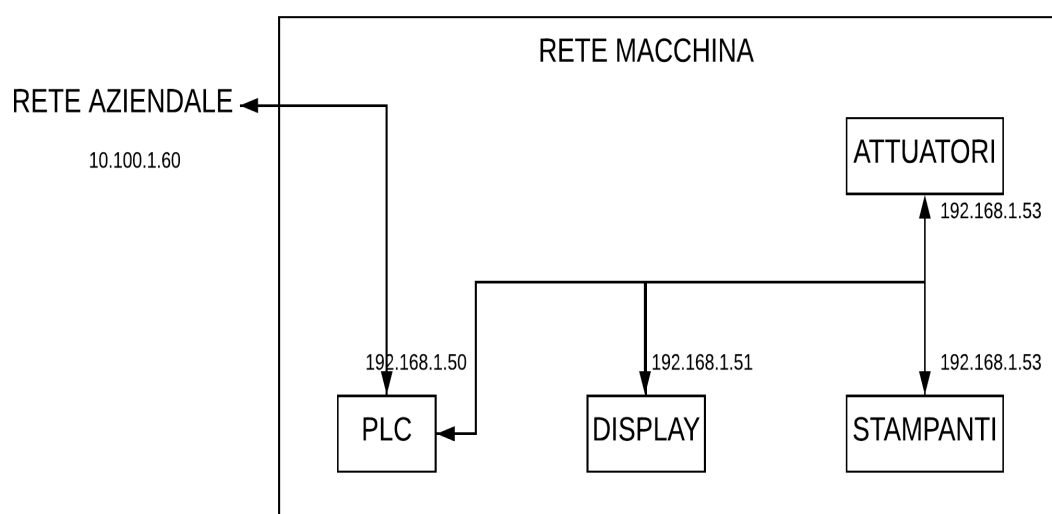 RETE MACCHINA
RETE AZIENDALE
10.100.1.60
ATTUATORI
192.168.1.53
192.168.1.50
192.168.1.51
192.168.1.53
PLC
DISPLAY
STAMPANTI